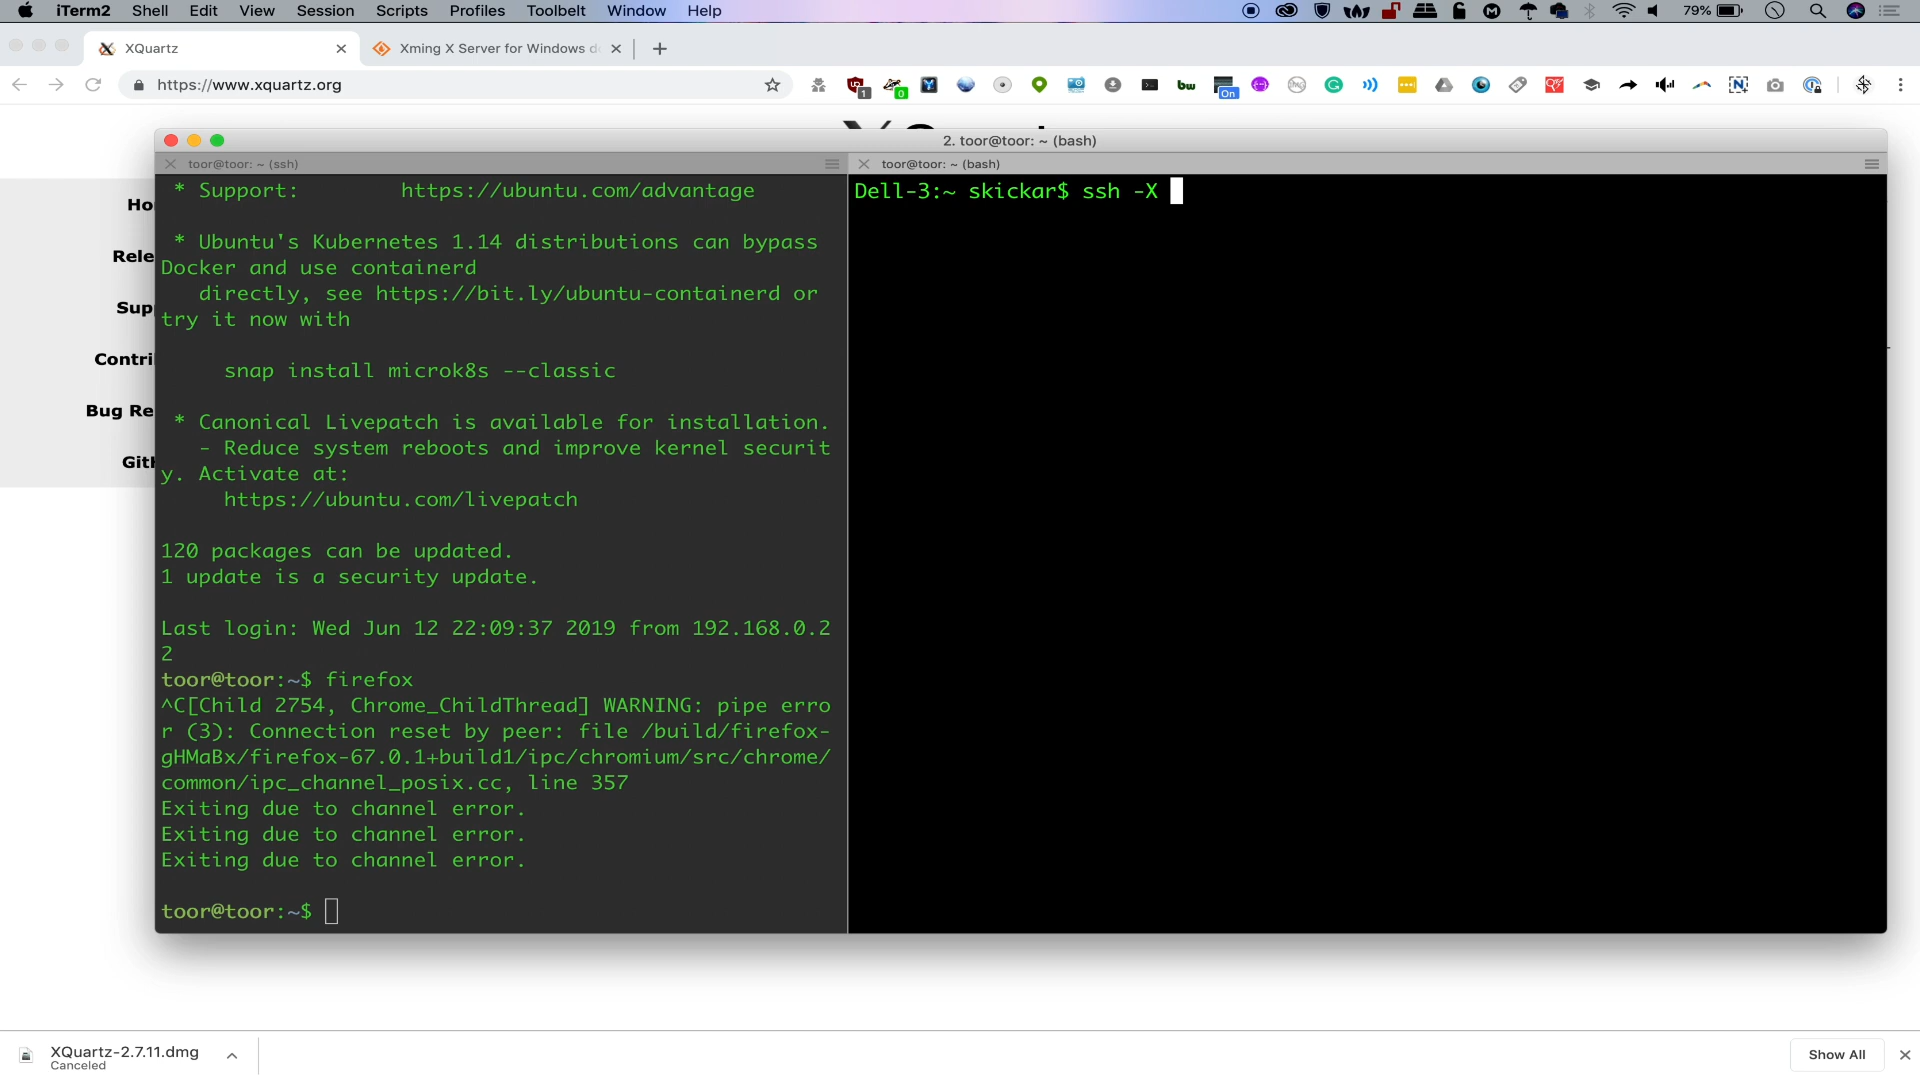 iTerm2 Shell Edit View Session Scripts Profiles Toolbelt Window Help 79%
XQuartz Xming X Server for Windows d
https://www.xquartz.org 1 0 bw On
2. toor@toor: ~ (bash)
toor@toor: ~ (ssh)
* Support: https://ubuntu.com/advantage
* Ubuntu's Kubernetes 1.14 distributions can bypass
Docker and use containerd
directly, see https://bit.ly/ubuntu-containerd or
try it now with
snap install microk8s --classic
* Canonical Livepatch is available for installation.
- Reduce system reboots and improve kernel securit
y. Activate at:
https://ubuntu.com/livepatch
120 packages can be updated.
1 update is a security update.
Last login: Wed Jun 12 22:09:37 2019 from 192.168.0.2
2
toor@toor:~$ firefox
^C[Child 2754, Chrome_ChildThread] WARNING: pipe erro
r (3): Connection reset by peer: file /build/firefox-
gHMaBx/firefox-67.0.1+build1/ipc/chromium/src/chrome/
common/ipc_channel_posix.cc, line 357
Exiting due to channel error.
Exiting due to channel error.
Exiting due to channel error.
toor@toor:~$
toor@toor: ~ (bash)
Dell-3:~ skickar$ ssh -X
Ho
Rele
Sup
Contri
Bug Re
Git
XQuartz-2.7.11.dmg
Canceled
Show All